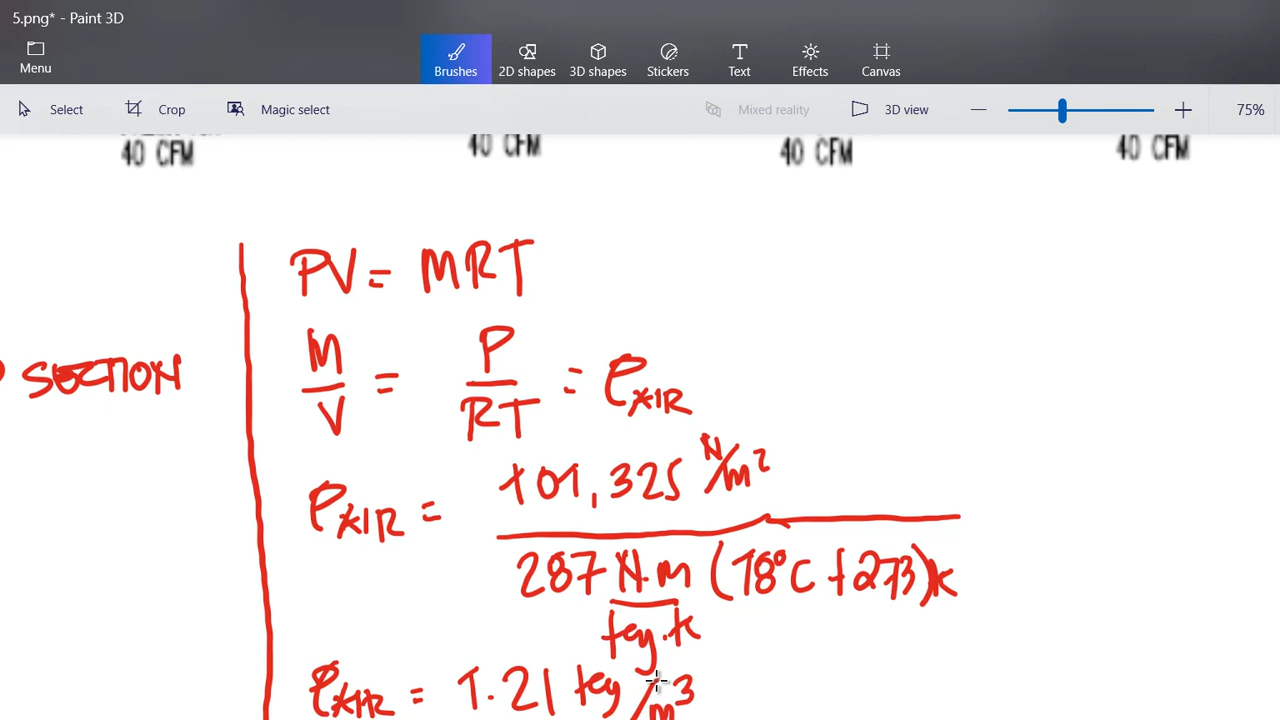 5.png* - Paint 3D
Menu
Brushes 2D shapes 3D shapes Stickers Text Effects Canvas
Select Crop Magic select Mixed reality 3D view 75%
40 CFM 40 CFM 40 CFM 40 CFM
PV = MRT
M/V = P/RT = ρAIR
SECTION
ρAIR = 101,325 N/m²
287 N·m (18°C + 273)K
kg·K
ρAIR = 1.21 kg/m³